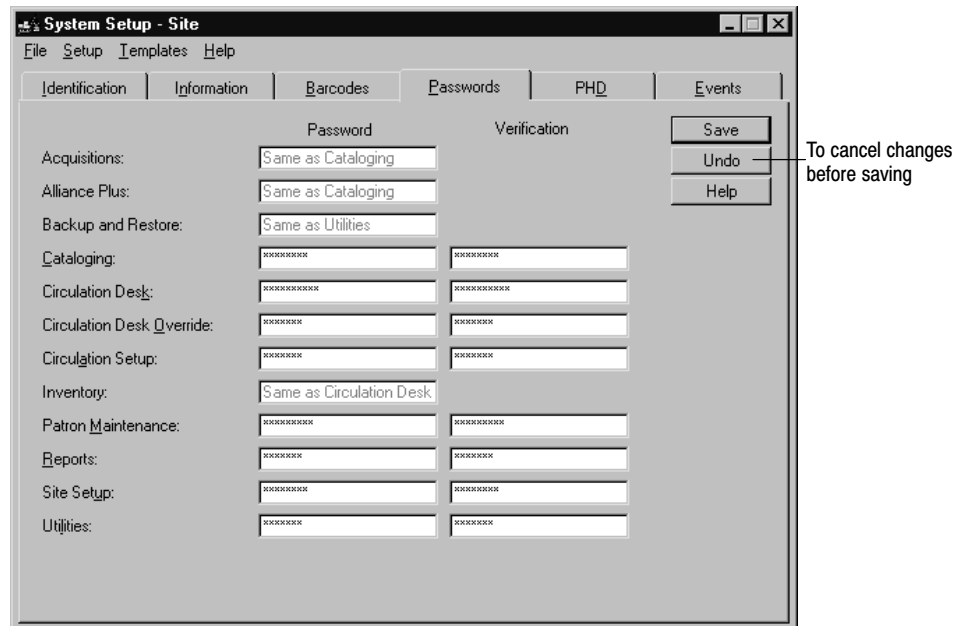 System Setup - Site
File Setup Templates Help
Identification Information Barcodes Passwords PHD Events
Password Verification Save
Acquisitions: Same as Cataloging Undo
To cancel changes
before saving
Alliance Plus: Same as Cataloging Help
Backup and Restore: Same as Utilities
Cataloging: ******** ********
Circulation Desk: ********** **********
Circulation Desk Override: ******* *******
Circulation Setup: ******* *******
Inventory: Same as Circulation Desk
Patron Maintenance: ********* *********
Reports: ******* *******
Site Setup: ******** ********
Utilities: ******* *******